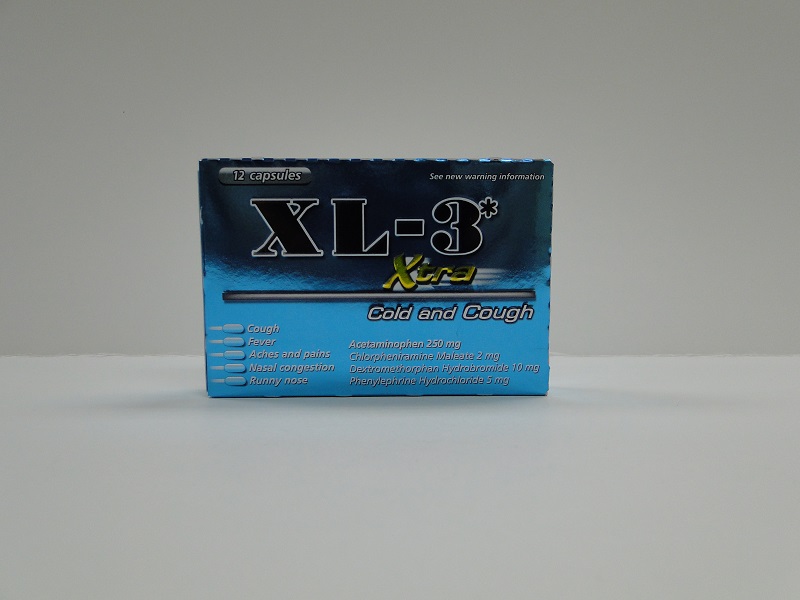 12 capsules
See new warning information
XL-3*
Xtra
Cold and Cough
Cough
Fever
Aches and pains
Nasal congestion
Runny nose
Acetaminophen 250 mg
Chlorpheniramine Maleate 2 mg
Dextromethorphan Hydrobromide 10 mg
Phenylephrine Hydrochloride 5 mg